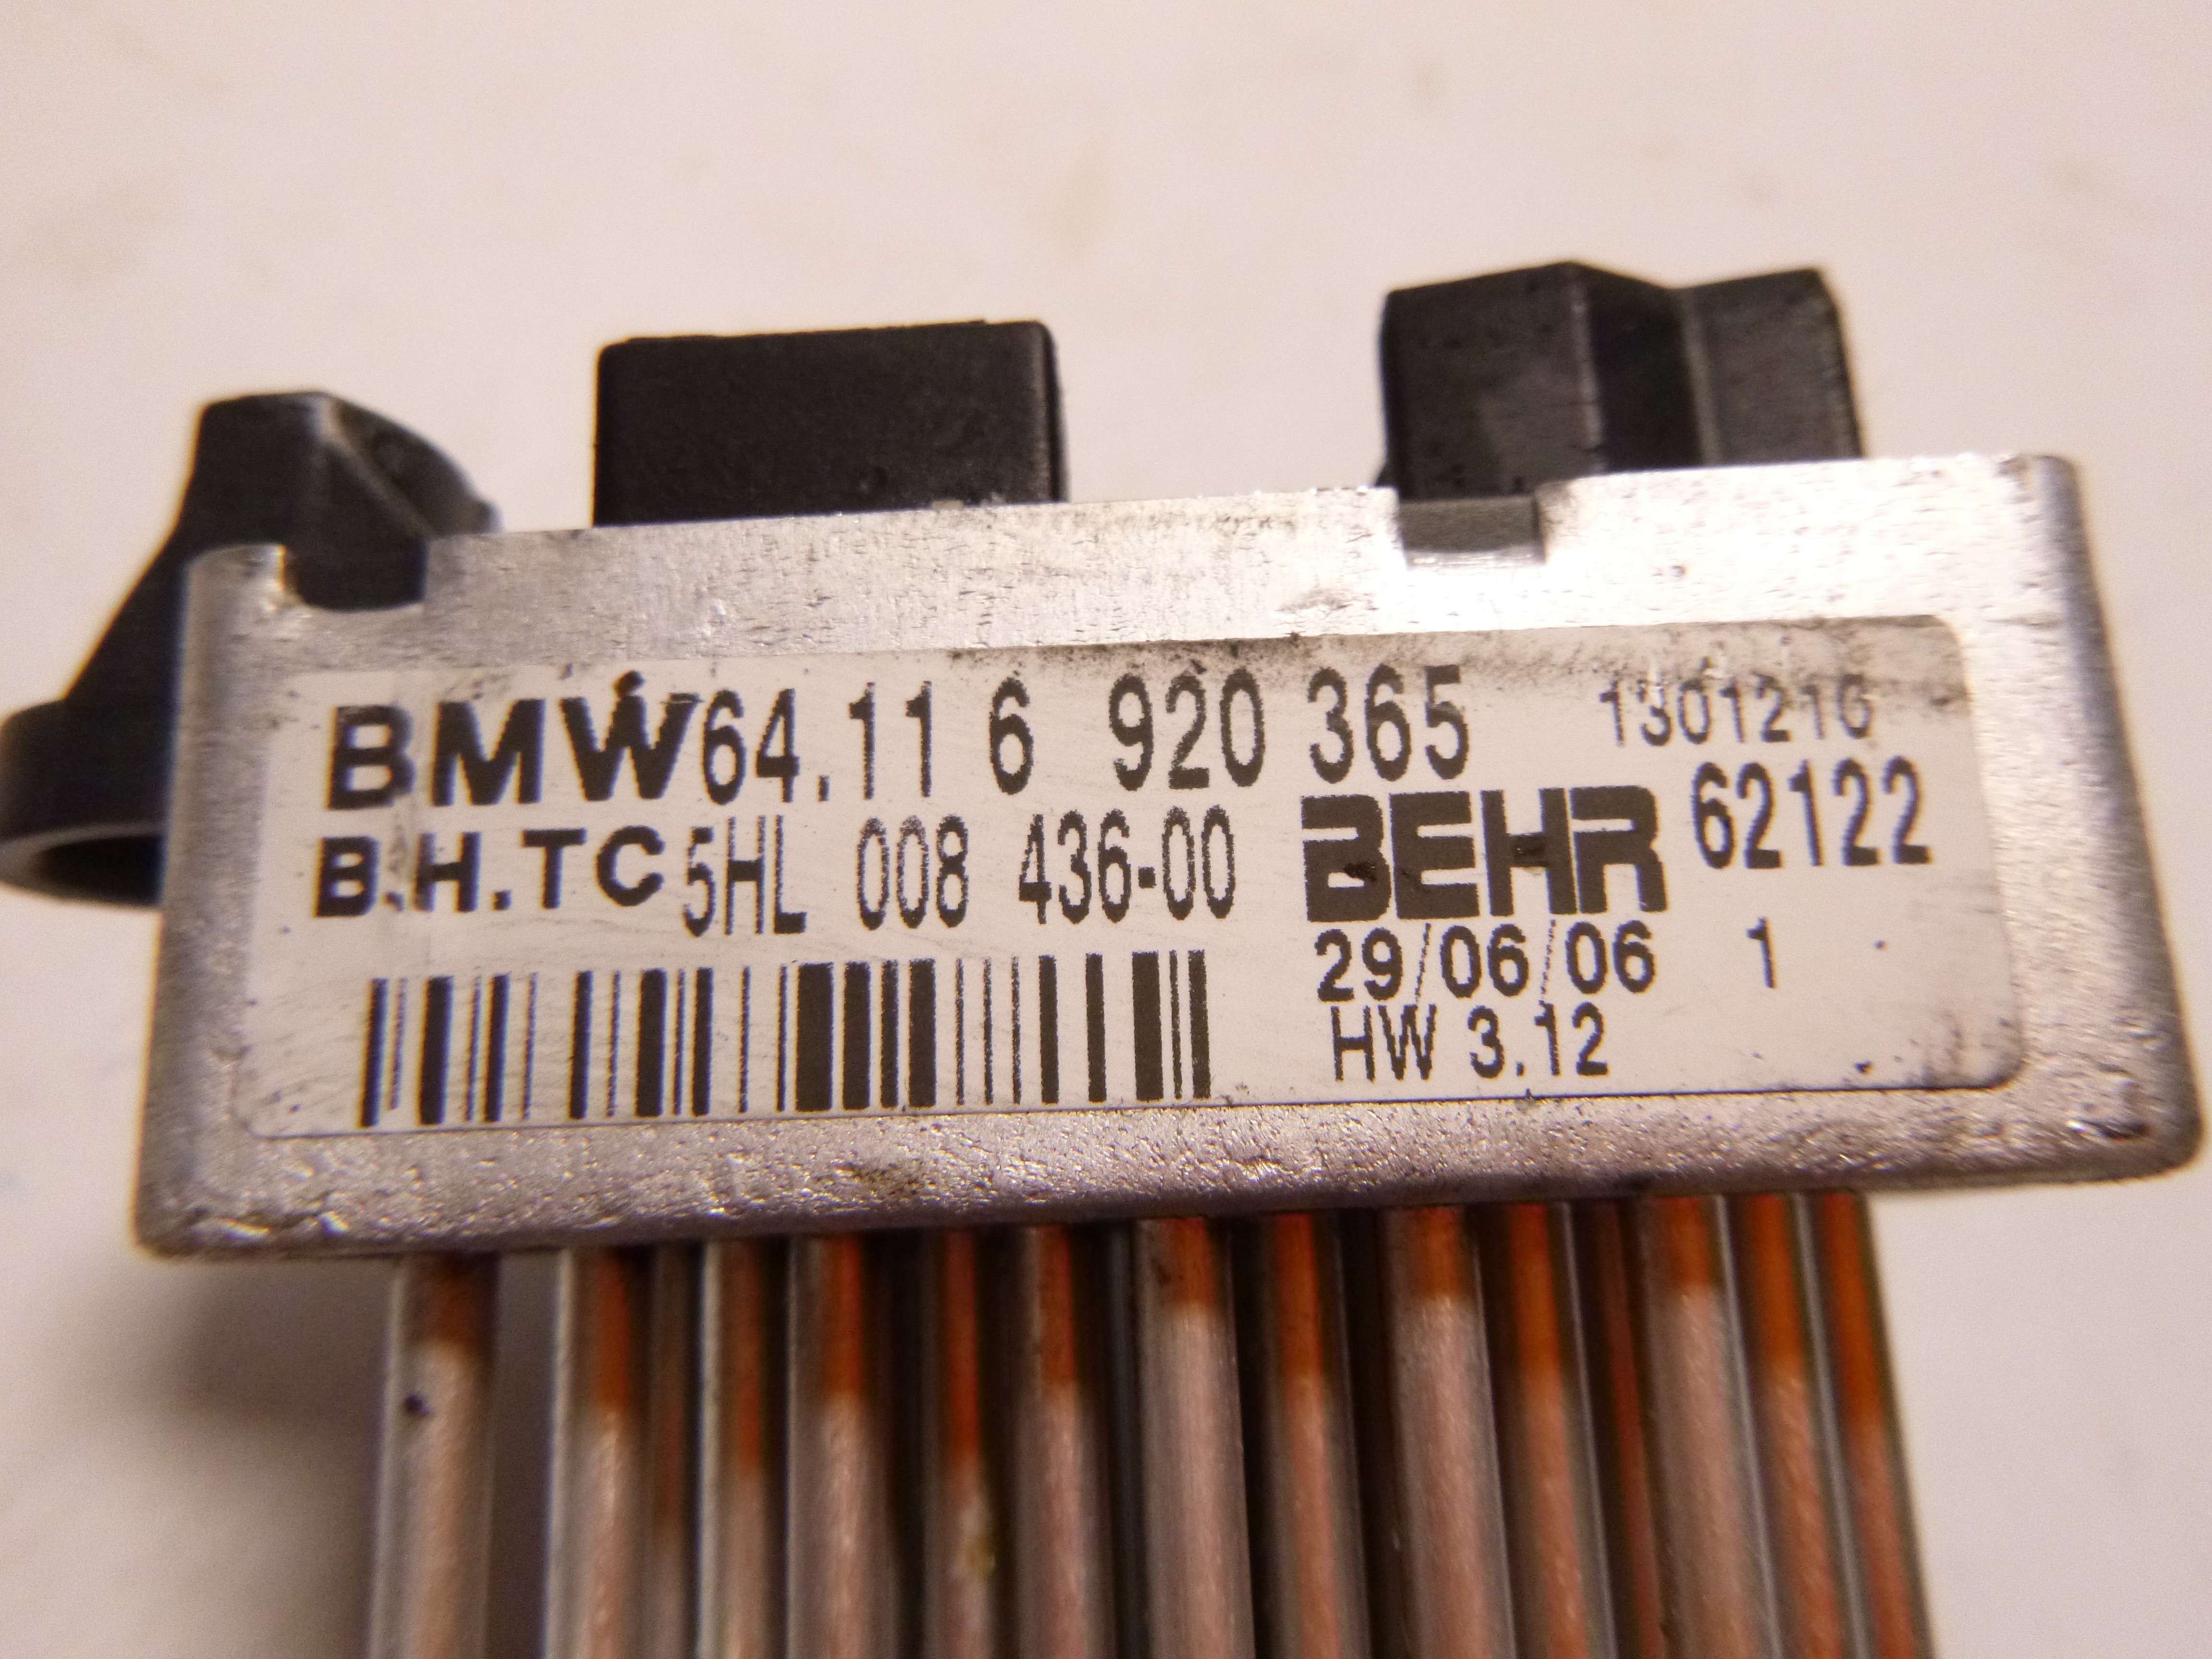 BMW 64.11 6 920 365 1301216
B.H.TC 5HL 008 436-00 BEHR 62122
29/06/06 1
HW 3.12